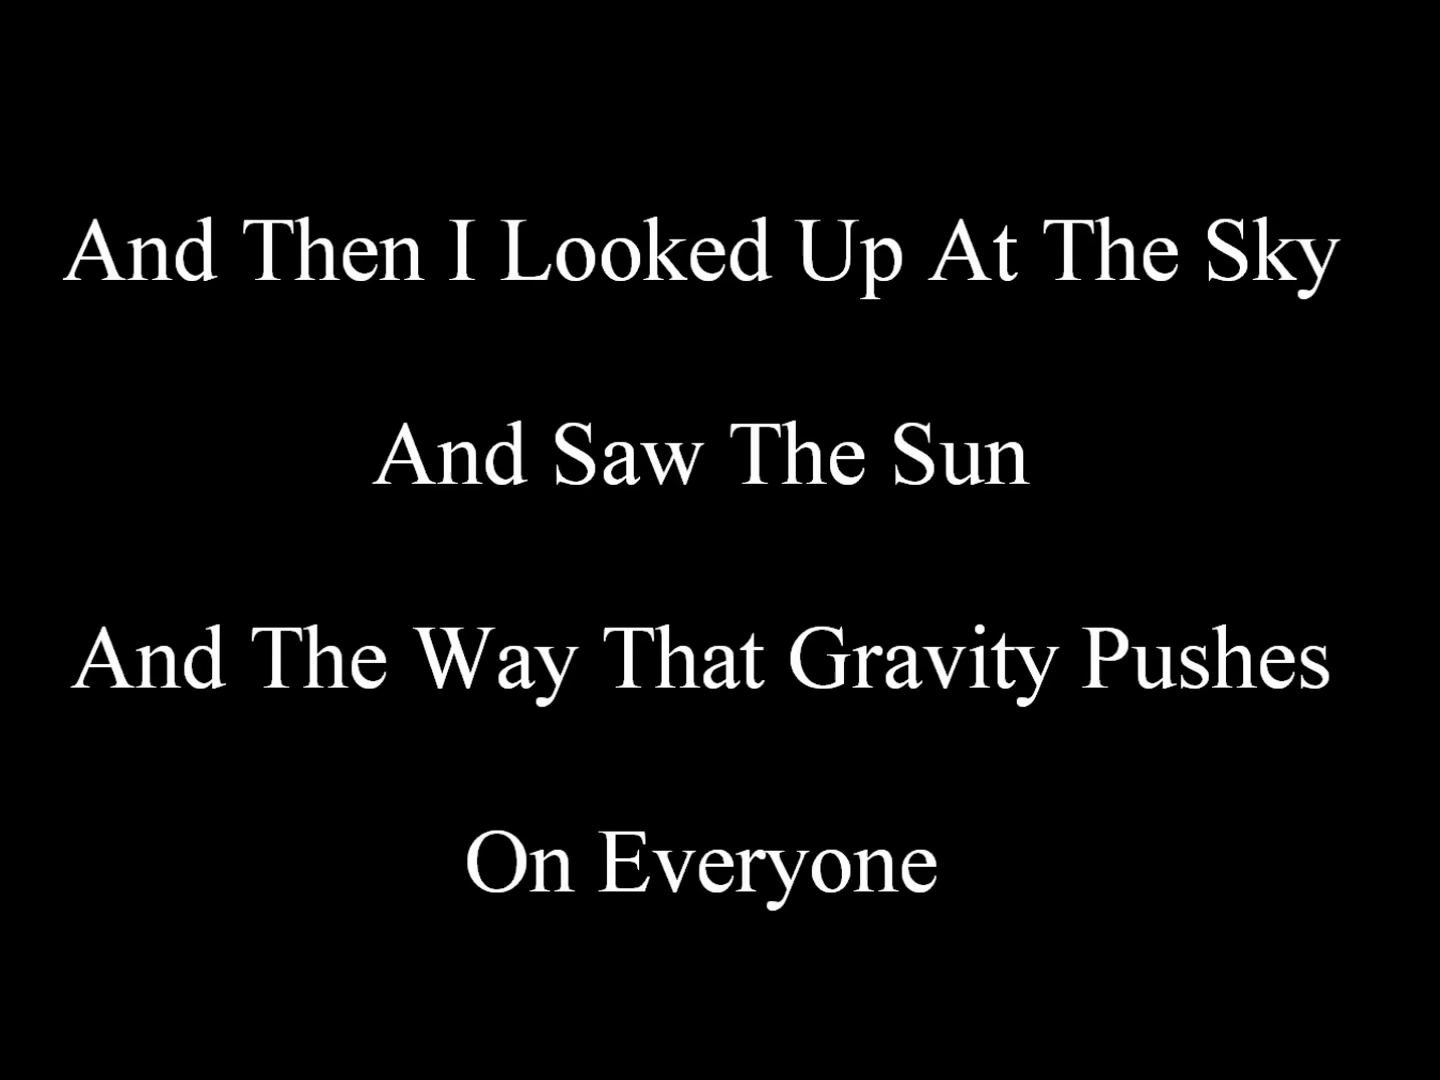 And Then I Looked Up At The Sky
And Saw The Sun
And The Way That Gravity Pushes
On Everyone